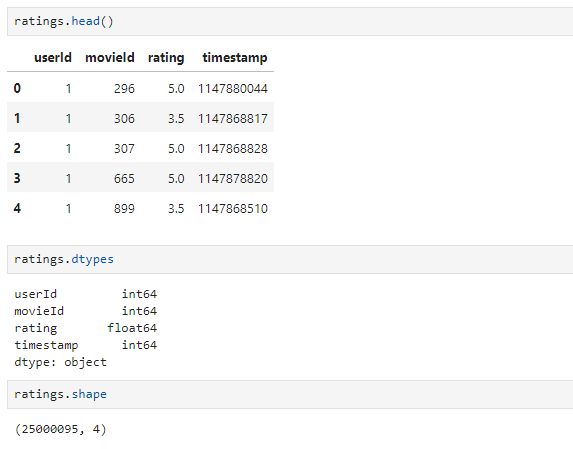 ratings.head()
userId movieId rating timestamp
0 1 296 5.0 1147880044
1 1 306 3.5 1147868817
2 1 307 5.0 1147868828
3 1 665 5.0 1147878820
4 1 899 3.5 1147868510
ratings.dtypes
userId int64
movieId int64
rating float64
timestamp int64
dtype: object
ratings.shape
(25000095, 4)